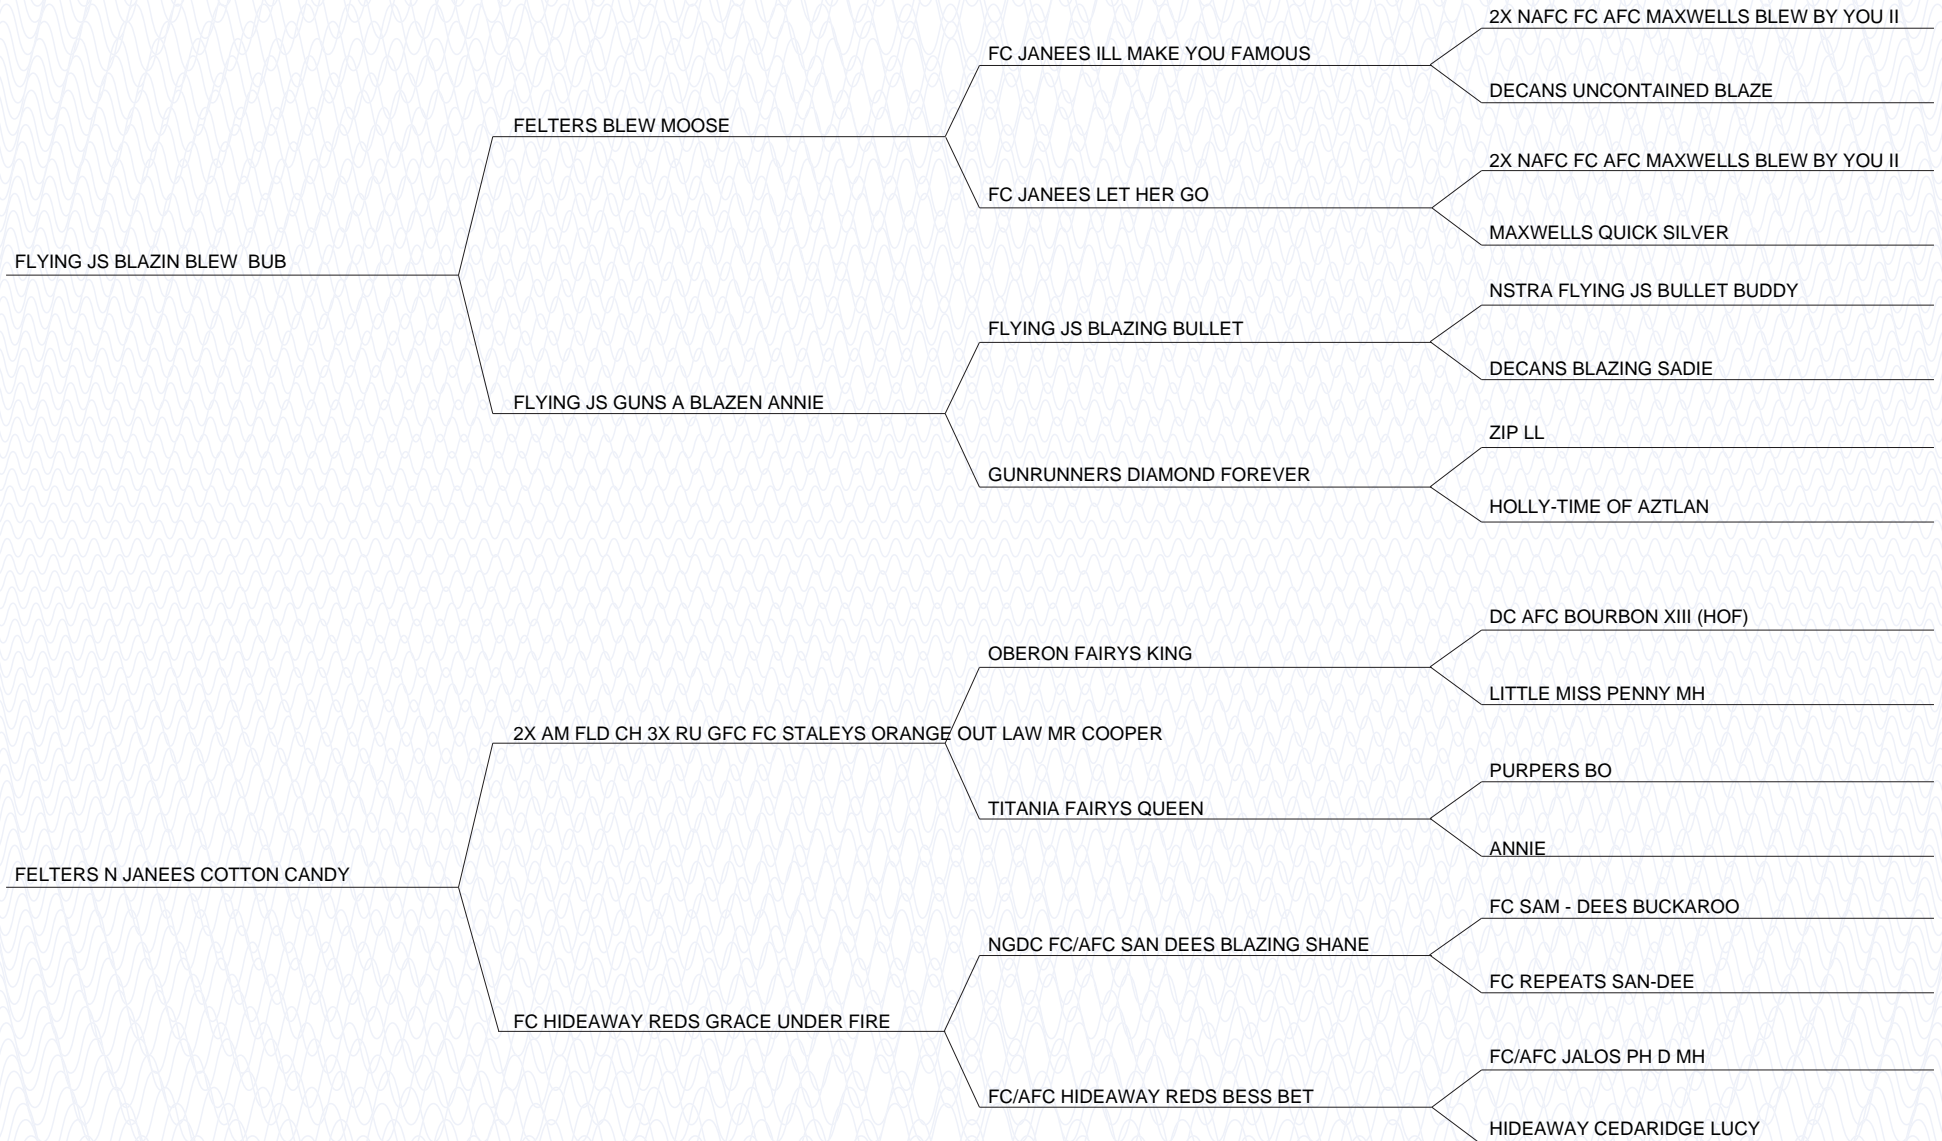 2X NAFC FC AFC MAXWELLS BLEW BY YOU II
FC JANEES ILL MAKE YOU FAMOUS
DECANS UNCONTAINED BLAZE
FELTERS BLEW MOOSE
2X NAFC FC AFC MAXWELLS BLEW BY YOU II
FC JANEES LET HER GO
MAXWELLS QUICK SILVER
FLYING JS BLAZIN BLEW  BUB
NSTRA FLYING JS BULLET BUDDY
FLYING JS BLAZING BULLET
DECANS BLAZING SADIE
FLYING JS GUNS A BLAZEN ANNIE
ZIP LL
GUNRUNNERS DIAMOND FOREVER
HOLLY-TIME OF AZTLAN
DC AFC BOURBON XIII (HOF)
OBERON FAIRYS KING
LITTLE MISS PENNY MH
2X AM FLD CH 3X RU GFC FC STALEYS ORANGE OUT LAW MR COOPER
PURPERS BO
TITANIA FAIRYS QUEEN
ANNIE
FELTERS N JANEES COTTON CANDY
FC SAM - DEES BUCKAROO
NGDC FC/AFC SAN DEES BLAZING SHANE
FC REPEATS SAN-DEE
FC HIDEAWAY REDS GRACE UNDER FIRE
FC/AFC JALOS PH D MH
FC/AFC HIDEAWAY REDS BESS BET
HIDEAWAY CEDARIDGE LUCY